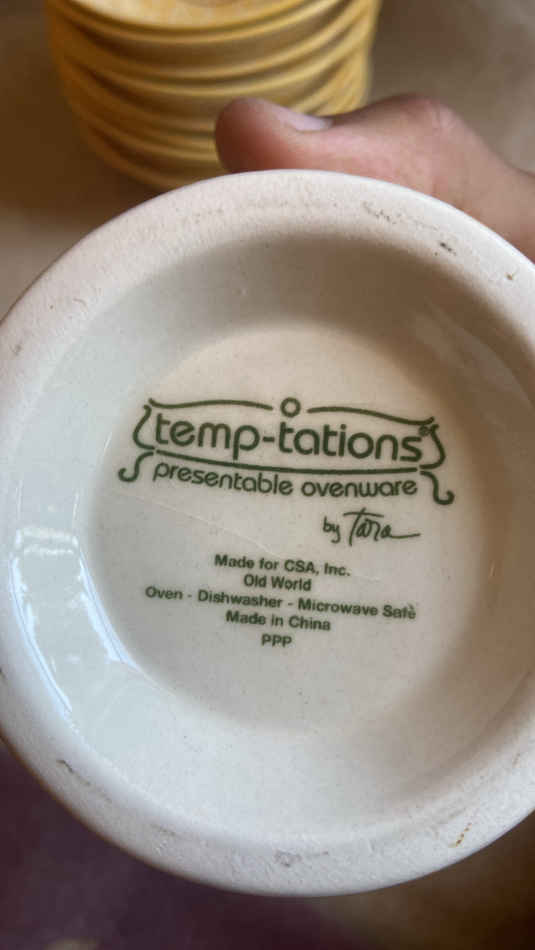 temp-tations®
presentable ovenware
by Tara
Made for CSA, Inc.
Old World
Oven - Dishwasher - Microwave Safe
Made in China
PPP